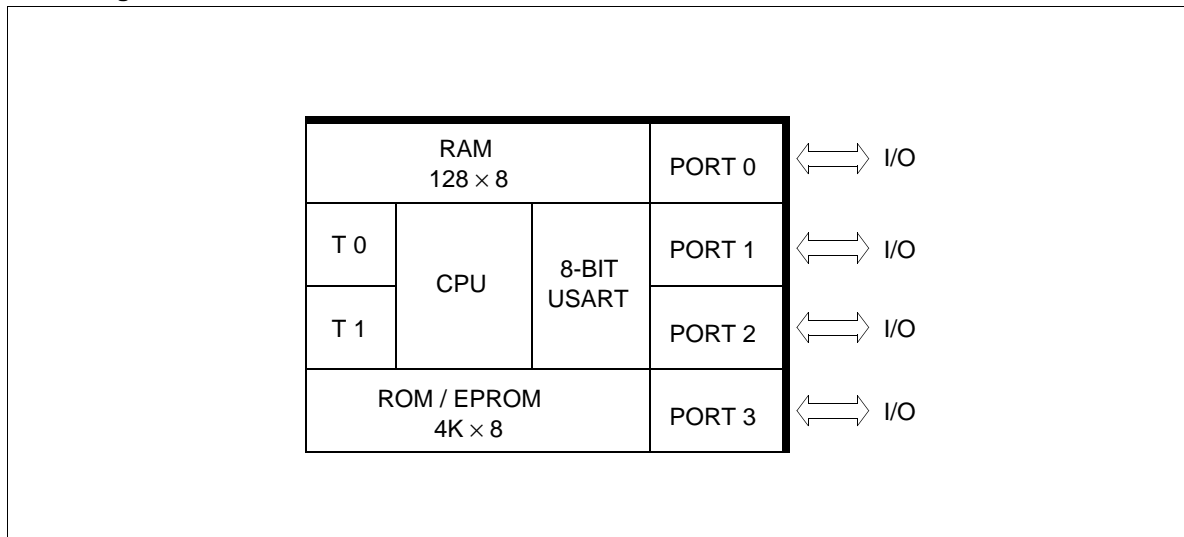 RAM
128 × 8
PORT 0
I/O
T 0
CPU
8-BIT
USART
PORT 1
I/O
T 1
PORT 2
I/O
ROM / EPROM
4K × 8
PORT 3
I/O